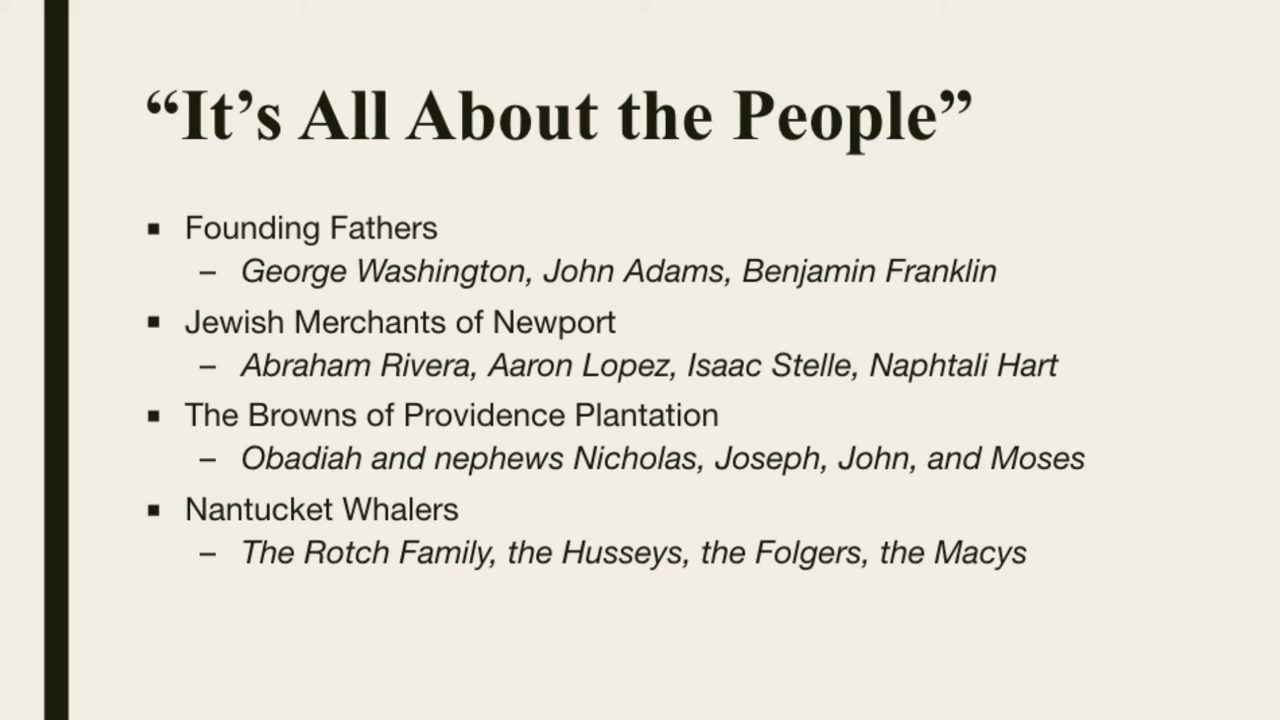 “It’s All About the People”
▪ Founding Fathers
– George Washington, John Adams, Benjamin Franklin
▪ Jewish Merchants of Newport
– Abraham Rivera, Aaron Lopez, Isaac Stelle, Naphtali Hart
▪ The Browns of Providence Plantation
– Obadiah and nephews Nicholas, Joseph, John, and Moses
▪ Nantucket Whalers
– The Rotch Family, the Husseys, the Folgers, the Macys